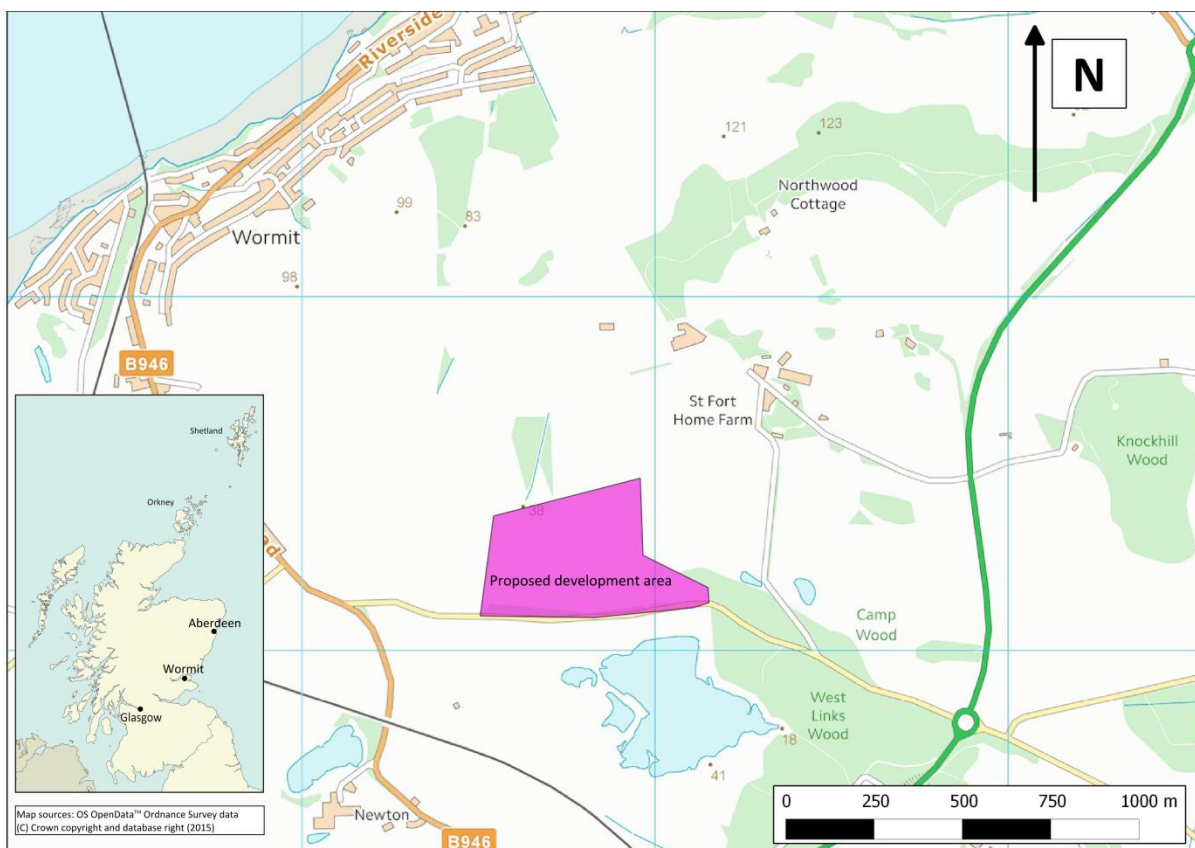 Riverside
N
121
123
Northwood
Cottage
99
83
Wormit
98
B946
St Fort
Home Farm
Knockhill
Wood
Shetland
Orkney
Aberdeen
Wormit
Glasgow
38
Proposed development area
Camp
Wood
West
Links
Wood
18
41
Newton
B946
0 250 500 750 1000 m
Map sources: OS OpenData™ Ordnance Survey data
(C) Crown copyright and database right (2015)